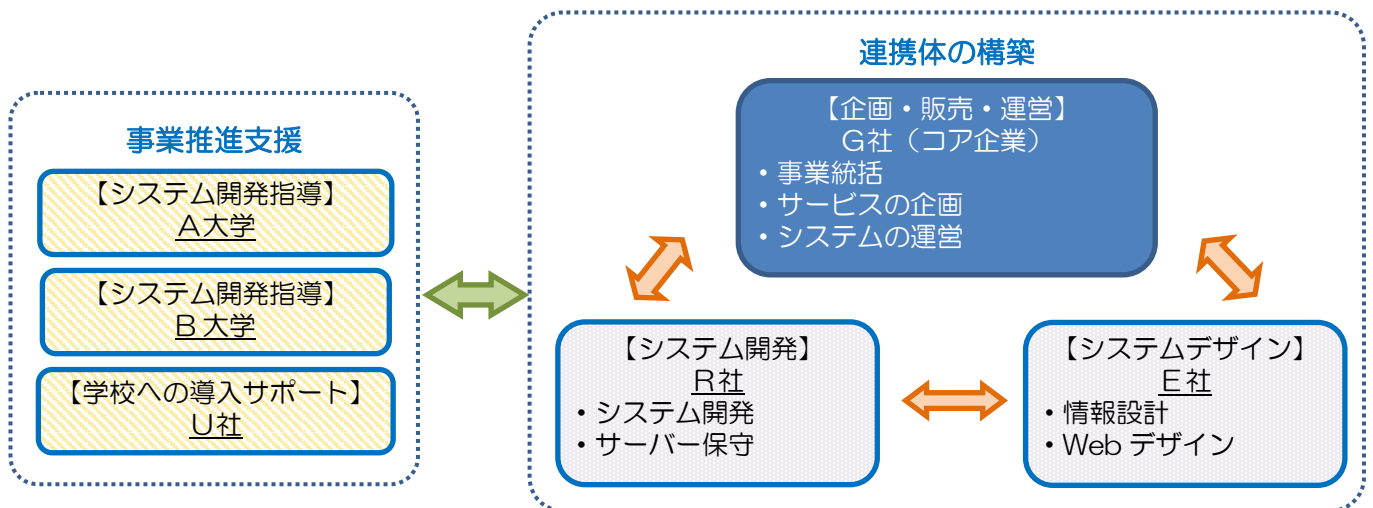 事業推進支援
【システム開発指導】
A大学
【システム開発指導】
B大学
【学校への導入サポート】
U社
連携体の構築
【企画・販売・運営】
G社（コア企業）
・事業統括
・サービスの企画
・システムの運営
【システム開発】
R社
・システム開発
・サーバー保守
【システムデザイン】
E社
・情報設計
・Web デザイン